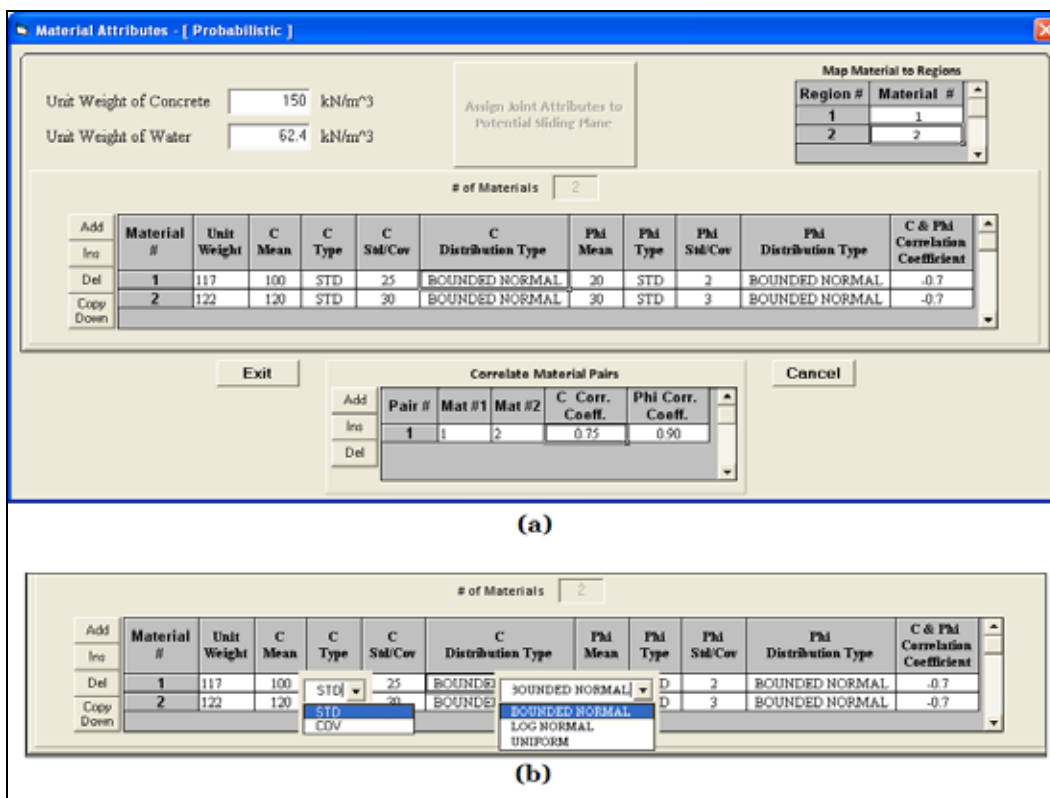 Material Attributes - [ Probabilistic ]
Map Material to Regions
Unit Weight of Concrete 150 kN/m^3
Assign Joint Attributes to
Potential Sliding Plane
Region # Material #
1 1
2 2
Unit Weight of Water 62.4 kN/m^3
# of Materials 2
Add
Ins
Del
Copy
Down
Material # Unit Weight C Mean C Type C Std/Cov C Distribution Type Phi Mean Phi Type Phi Std/Cov Phi Distribution Type C & Phi Correlation Coefficient
1 117 100 STD 25 BOUNDED NORMAL 20 STD 2 BOUNDED NORMAL -0.7
2 122 120 STD 30 BOUNDED NORMAL 30 STD 3 BOUNDED NORMAL -0.7
Exit
Correlate Material Pairs
Cancel
Add
Ins
Del
Pair # Mat #1 Mat #2 C Corr. Coeff. Phi Corr. Coeff.
1 1 2 0.75 0.90
(a)
# of Materials 2
Add
Ins
Del
Copy
Down
Material # Unit Weight C Mean C Type C Std/Cov C Distribution Type Phi Mean Phi Type Phi Std/Cov Phi Distribution Type C & Phi Correlation Coefficient
1 117 100 STD 25 BOUNDED NORMAL 2 BOUNDED NORMAL -0.7
2 122 120 3 BOUNDED NORMAL -0.7
STD
COV
BOUNDED NORMAL
LOG NORMAL
UNIFORM
(b)